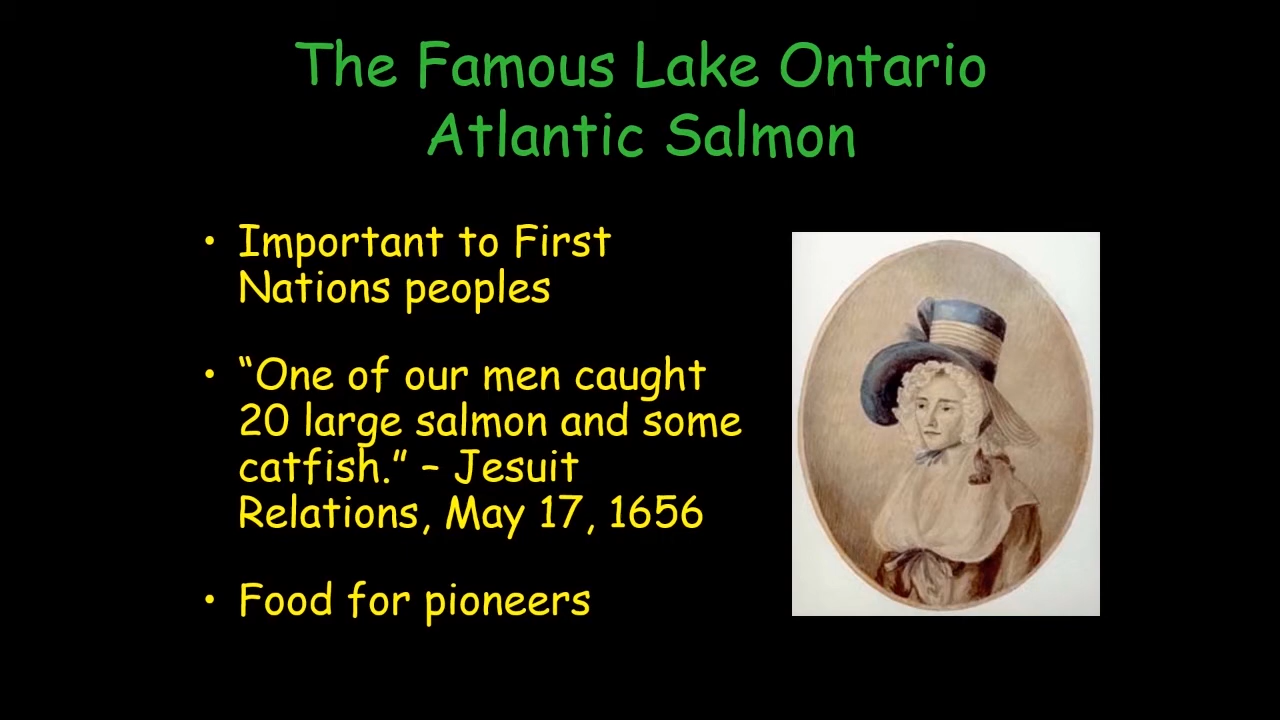 The Famous Lake Ontario
Atlantic Salmon
• Important to First
Nations peoples
• “One of our men caught
20 large salmon and some
catfish.” – Jesuit
Relations, May 17, 1656
• Food for pioneers